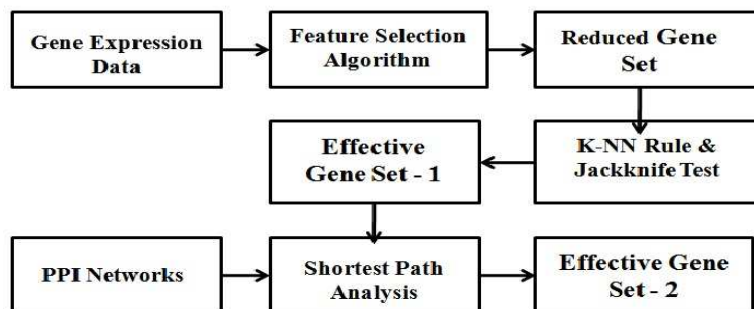 Gene Expression
Data
Feature Selection
Algorithm
Reduced Gene
Set
K-NN Rule &
Jackknife Test
Effective
Gene Set - 1
PPI Networks
Shortest Path
Analysis
Effective Gene
Set - 2